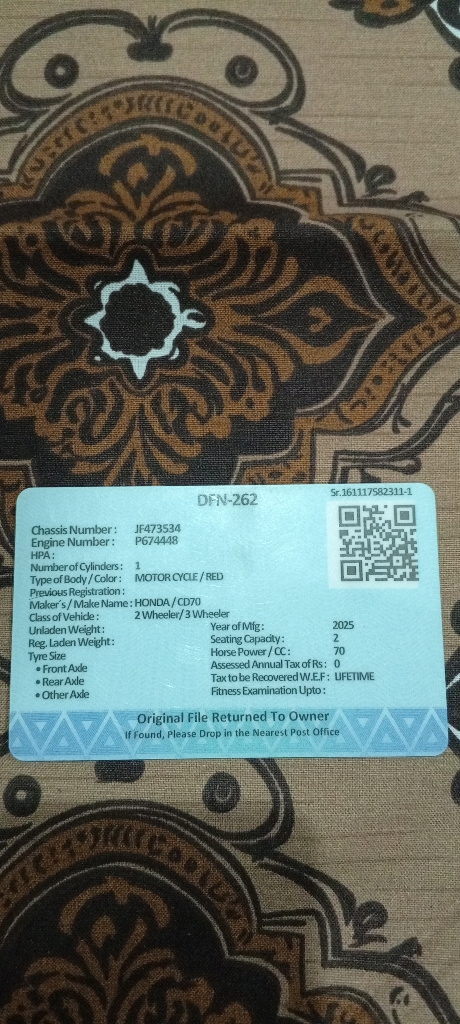 DFN-262
Sr.161117582311-1
Chassis Number : JF473534
Engine Number : P674448
HPA :
Number of Cylinders : 1
Type of Body / Color : MOTOR CYCLE / RED
Previous Registration :
Maker's / Make Name : HONDA / CD70
Class of Vehicle : 2 Wheeler/ 3 Wheeler
Unladen Weight : Year of Mfg : 2025
Reg. Laden Weight : Seating Capacity : 2
Tyre Size Horse Power / CC : 70
• Front Axle Assessed Annual Tax of Rs : 0
• Rear Axle Tax to be Recovered W.E.F : LIFETIME
• Other Axle Fitness Examination Upto :
Original File Returned To Owner
If Found, Please Drop in the Nearest Post Office